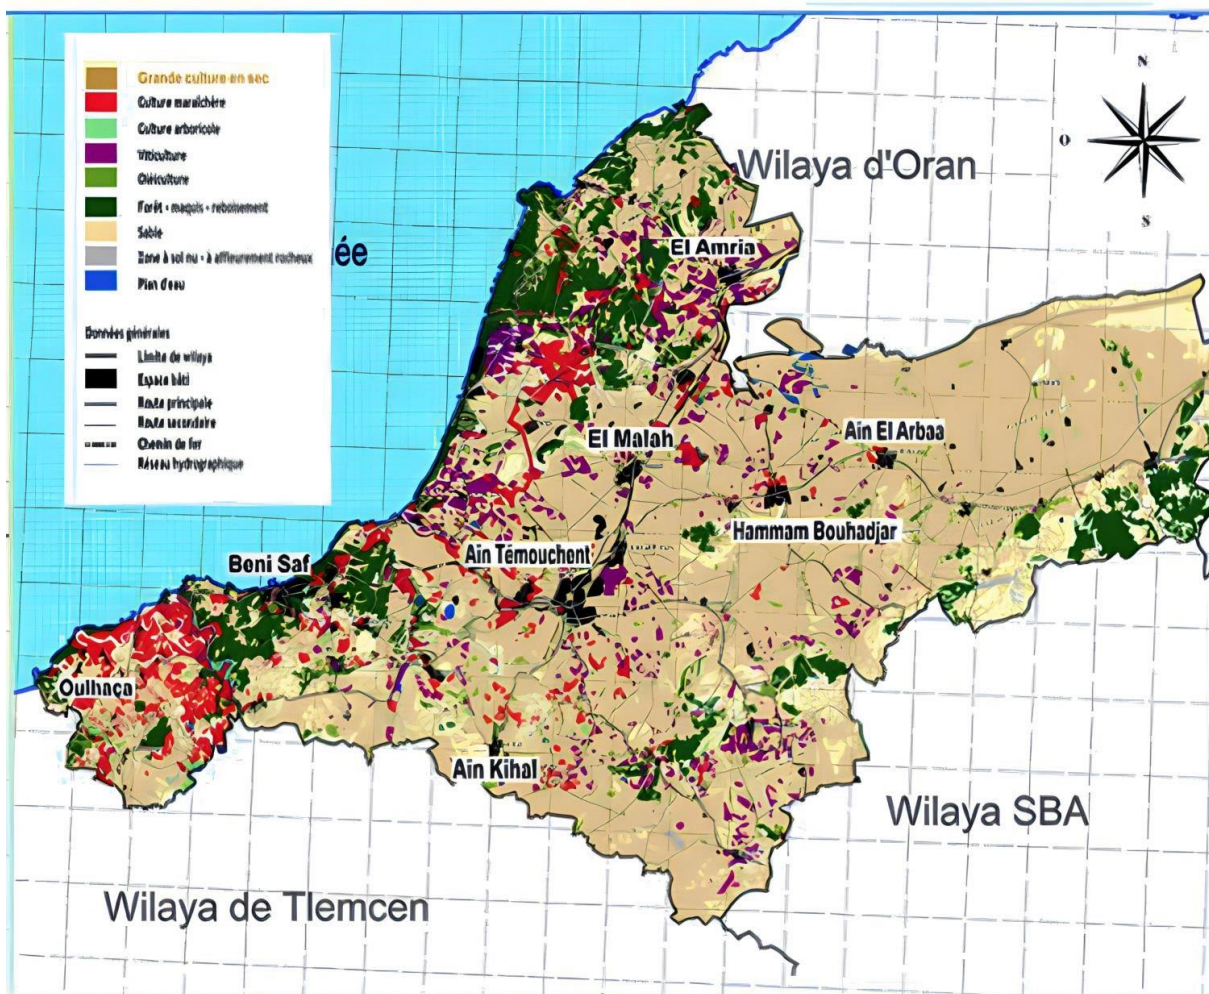 Grande culture en sec
Culture maraîchère
Culture arboricole
Viticulture
Oléiculture
Forêt - maquis - reboisement
Sable
Zone à sol nu - à affleurement rocheux
Plan d'eau
Données générales
Limite de wilaya
Espace bâti
Route principale
Route secondaire
Chemin de fer
Réseau hydrographique
ée
N
O
S
Wilaya d'Oran
El Amria
El Malah
Ain El Arbaa
Hammam Bouhadjar
Ain Témouchent
Beni Saf
Oulhaça
Ain Kihal
Wilaya SBA
Wilaya de Tlemcen